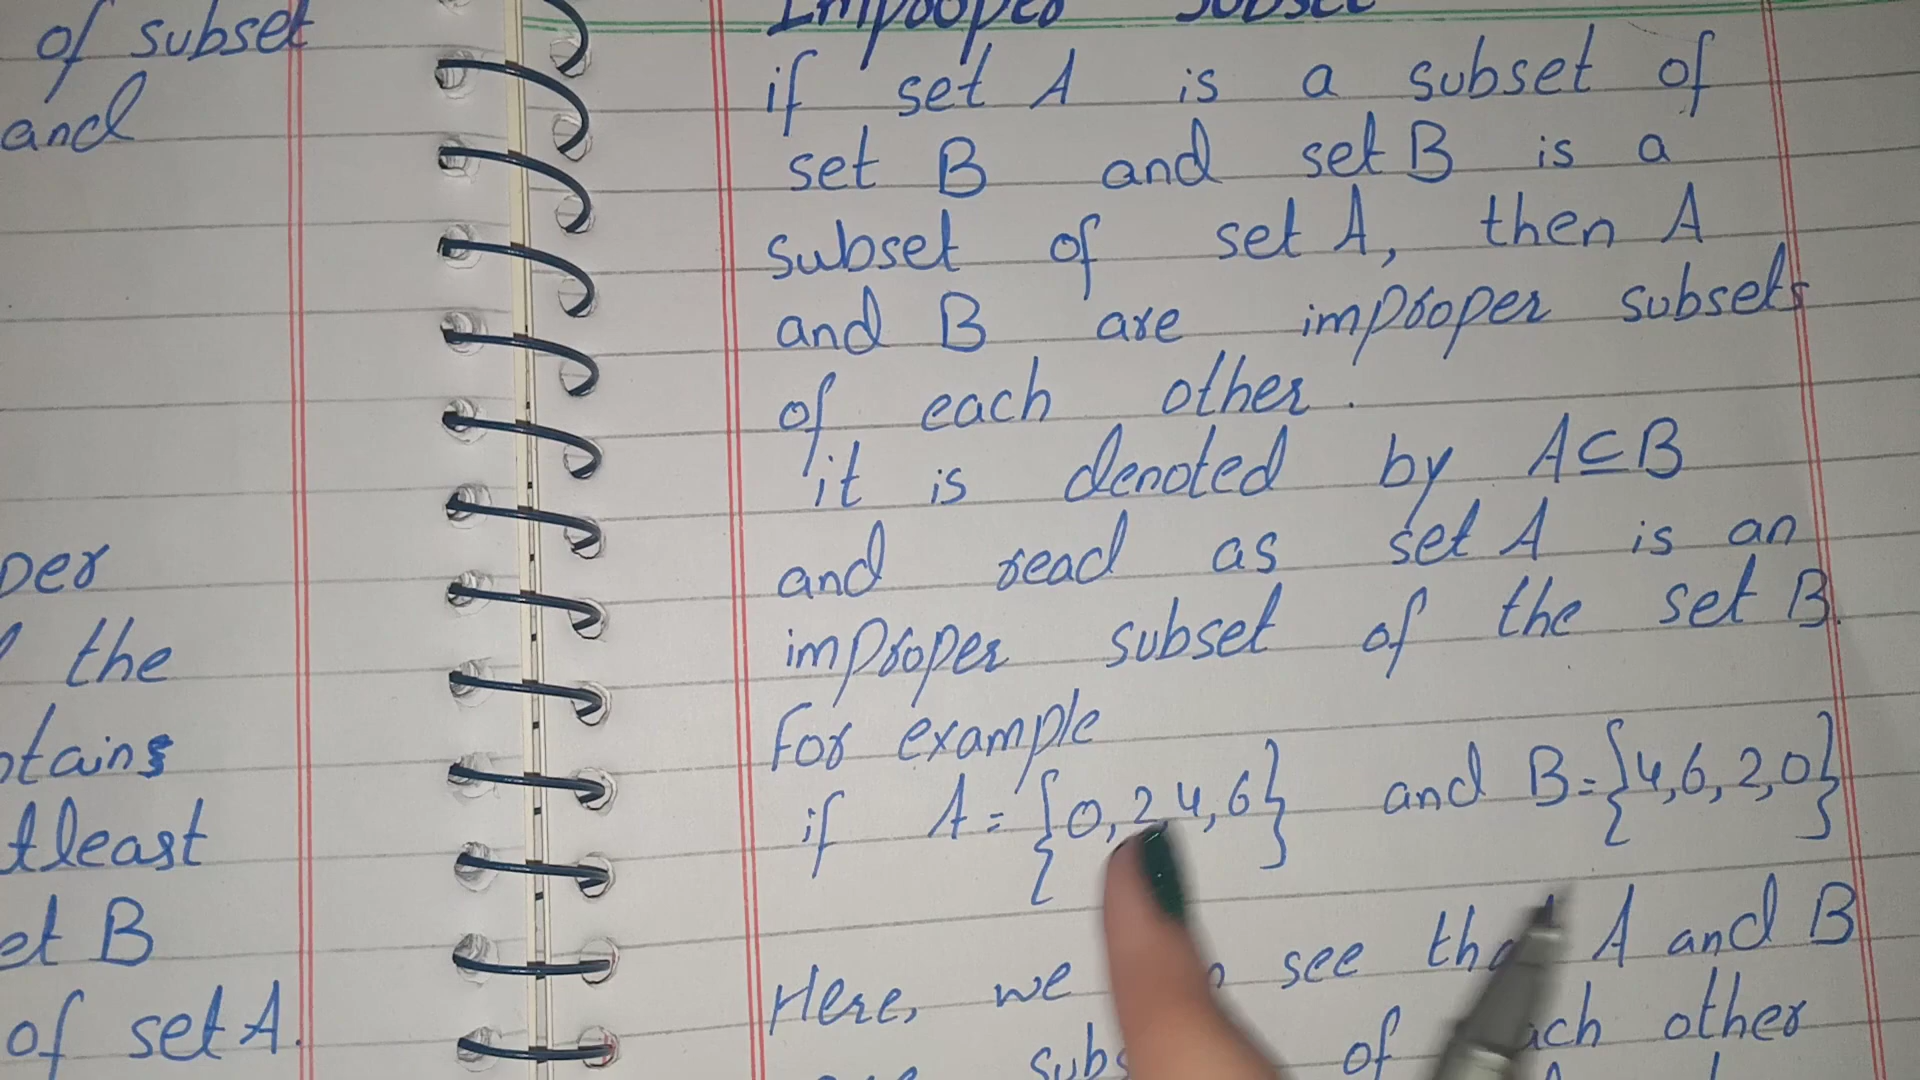 of subset
and
per
the
tains
tleast
et B
of set A.
Improper Subset
if set A is a subset of
set B and set B is a
subset of set A, then A
and B are improper subsets
of each other.
it is denoted by A⊆B
and read as set A is an
improper subset of the set B.
For example
if A = {0, 2, 4, 6} and B = {4, 6, 2, 0}
Here, we see that A and B
of each other